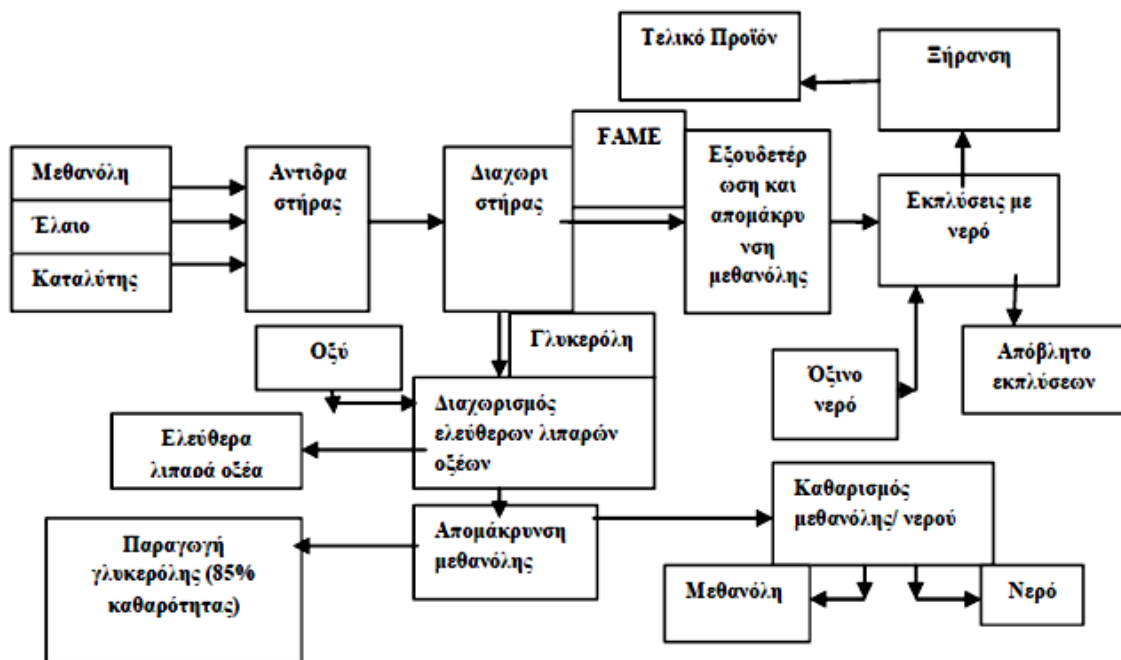 Τελικό Προϊόν
Ξήρανση
FAME
Μεθανόλη
Έλαιο
Καταλύτης
Αντιδρα
στήρας
Διαχωρι
στήρας
Εξουδετέρ
ωση και
απομάκρυ
νση
μεθανόλης
Εκπλύσεις με
νερό
Οξύ
Γλυκερόλη
Όξινο
νερό
Απόβλητο
εκπλύσεων
Διαχωρισμός
ελεύθερων λιπαρών
οξέων
Ελεύθερα
λιπαρά οξέα
Απομάκρυνση
μεθανόλης
Καθαρισμός
μεθανόλης/ νερού
Παραγωγή
γλυκερόλης (85%
καθαρότητας)
Μεθανόλη
Νερό